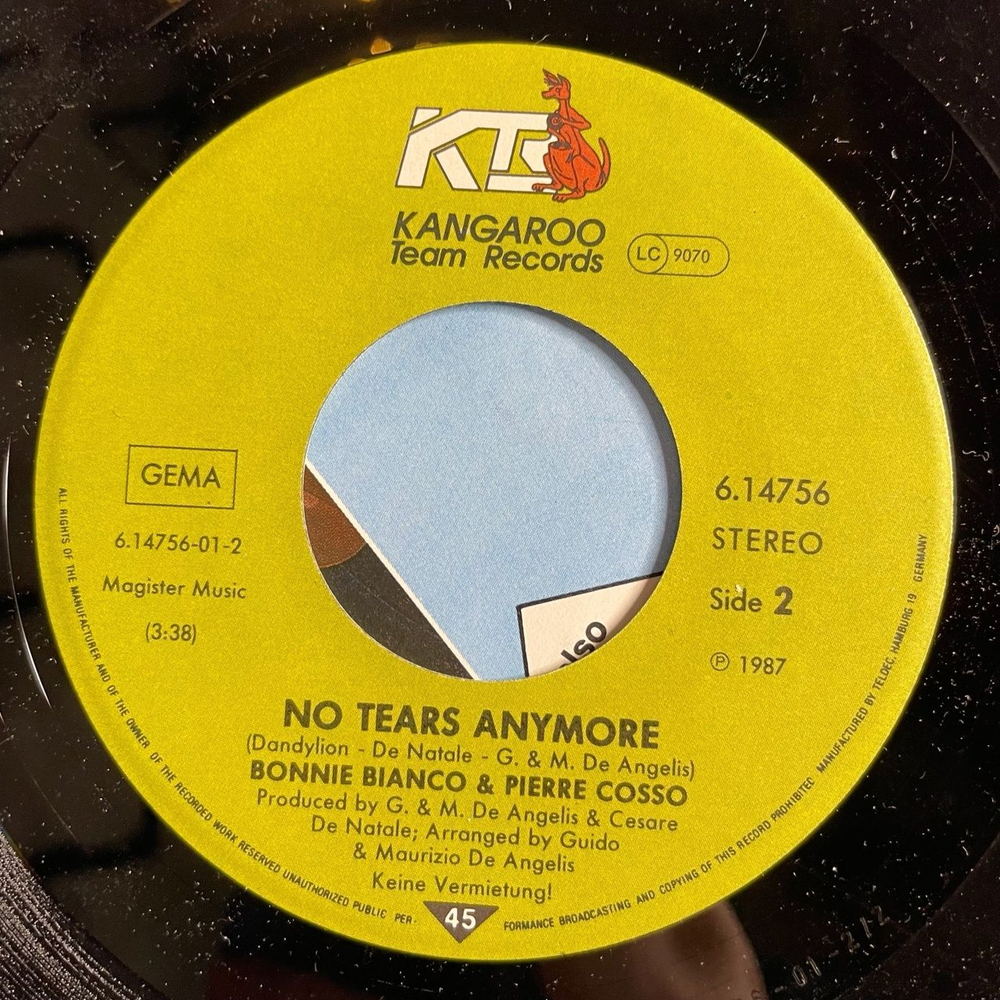 KTR
KANGAROO
Team Records
LC 9070
GEMA
6.14756-01-2
Magister Music
(3:38)
6.14756
STEREO
Side 2
℗ 1987
lso
NO TEARS ANYMORE
(Dandylion - De Natale - G. & M. De Angelis)
BONNIE BIANCO & PIERRE COSSO
Produced by G. & M. De Angelis & Cesare
De Natale; Arranged by Guido
& Maurizio De Angelis
Keine Vermietung!
45
ALL RIGHTS OF THE MANUFACTURER AND OF THE OWNER OF THE RECORDED WORK RESERVED UNAUTHORIZED PUBLIC PER- FORMANCE BROADCASTING AND COPYING OF THIS RECORD PROHIBITED MANUFACTURED BY TELDEC, HAMBURG 19 GERMANY